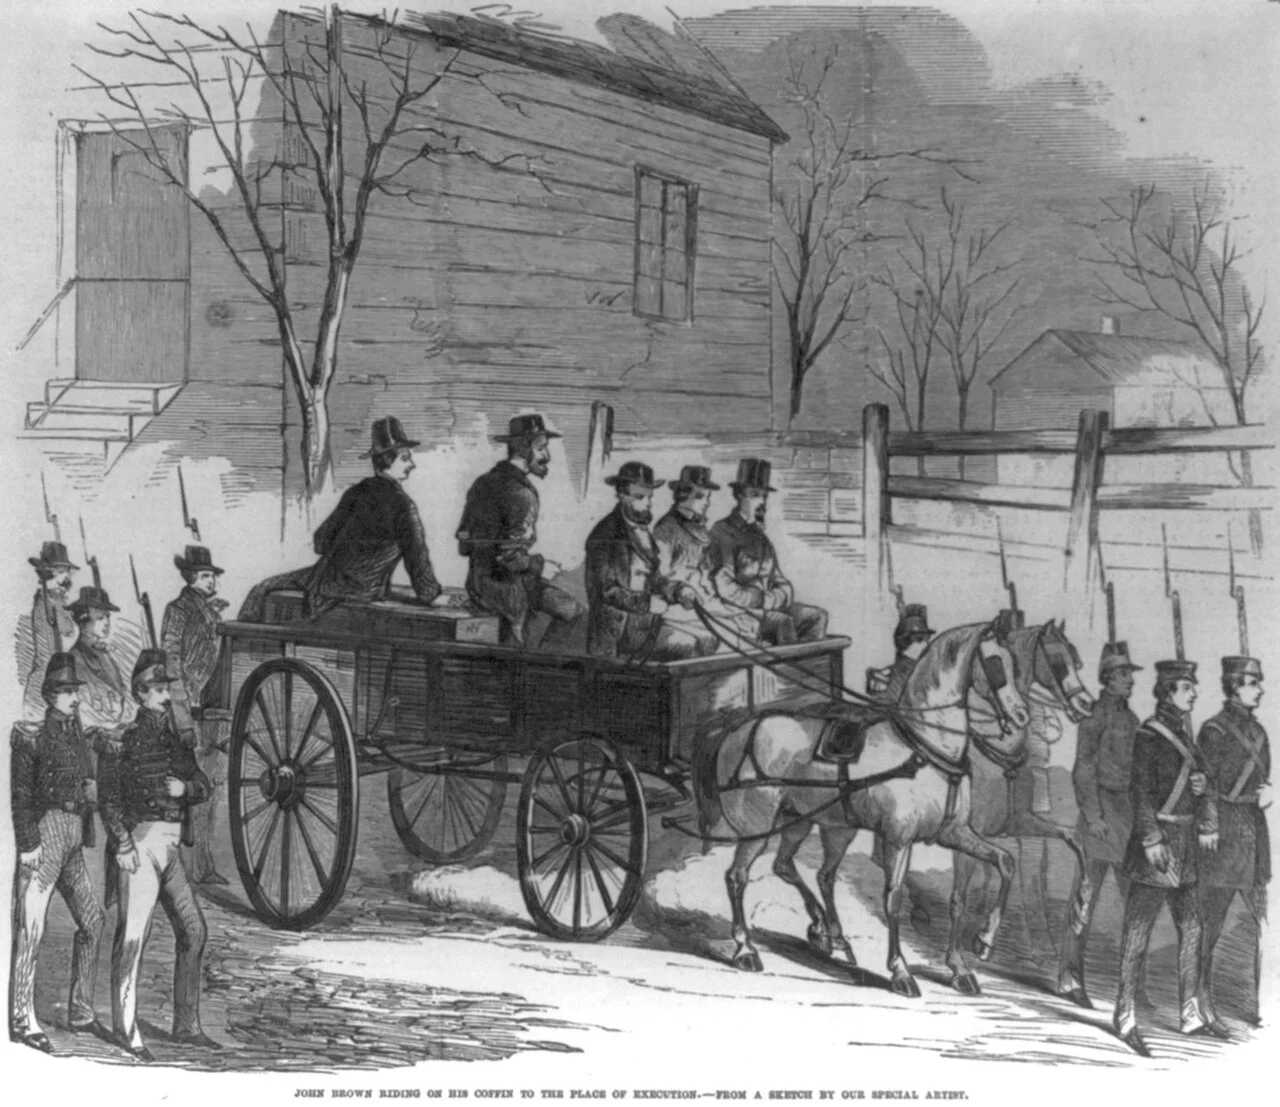 JOHN BROWN RIDING ON HIS COFFIN TO THE PLACE OF EXECUTION.—FROM A SKETCH BY OUR SPECIAL ARTIST.